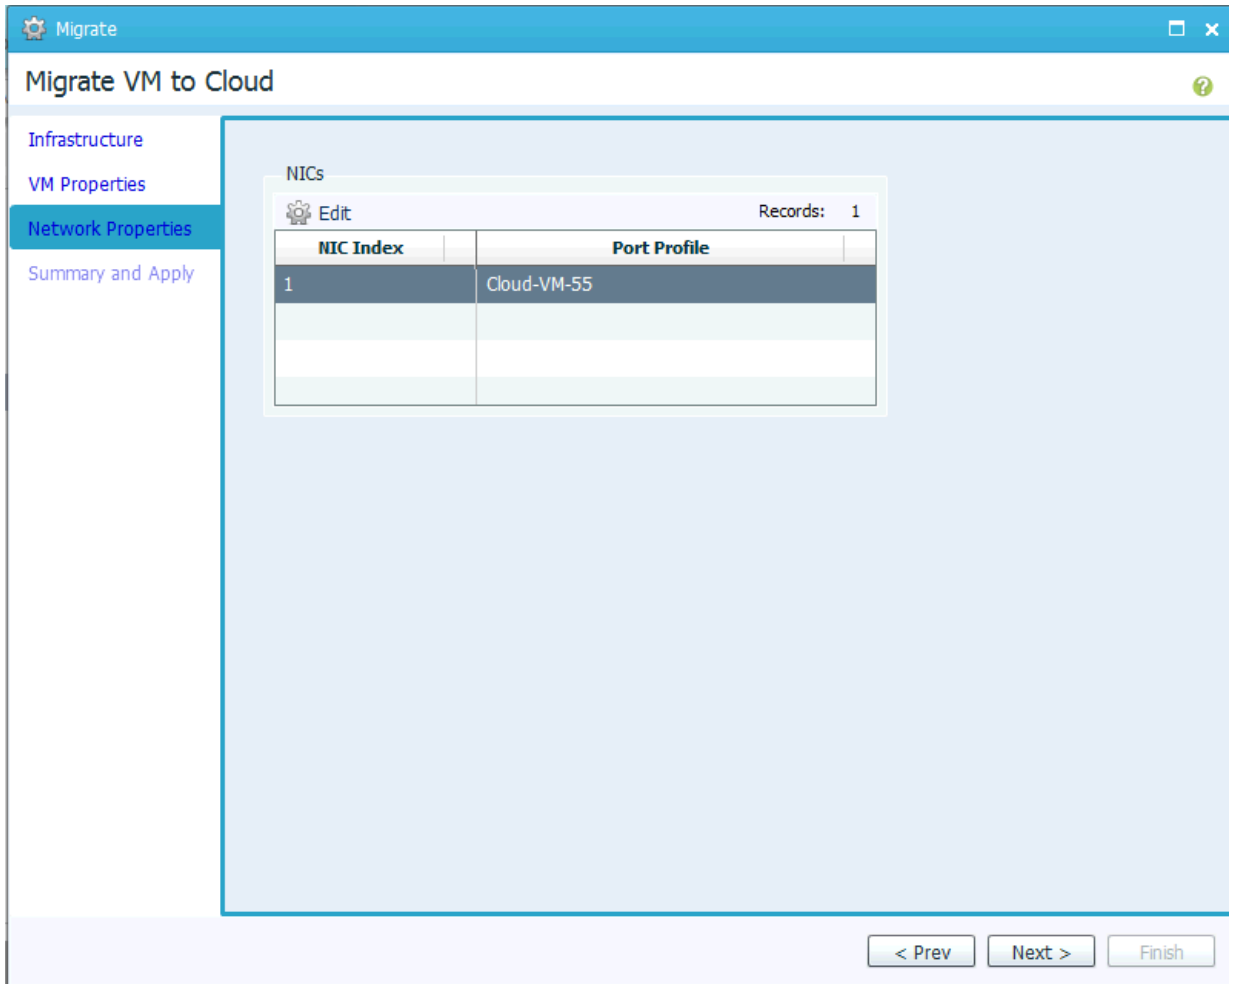 Migrate
Migrate VM to Cloud
Infrastructure
VM Properties
Network Properties
Summary and Apply
NICs
Edit Records: 1
NIC Index Port Profile
1 Cloud-VM-55
< Prev Next > Finish